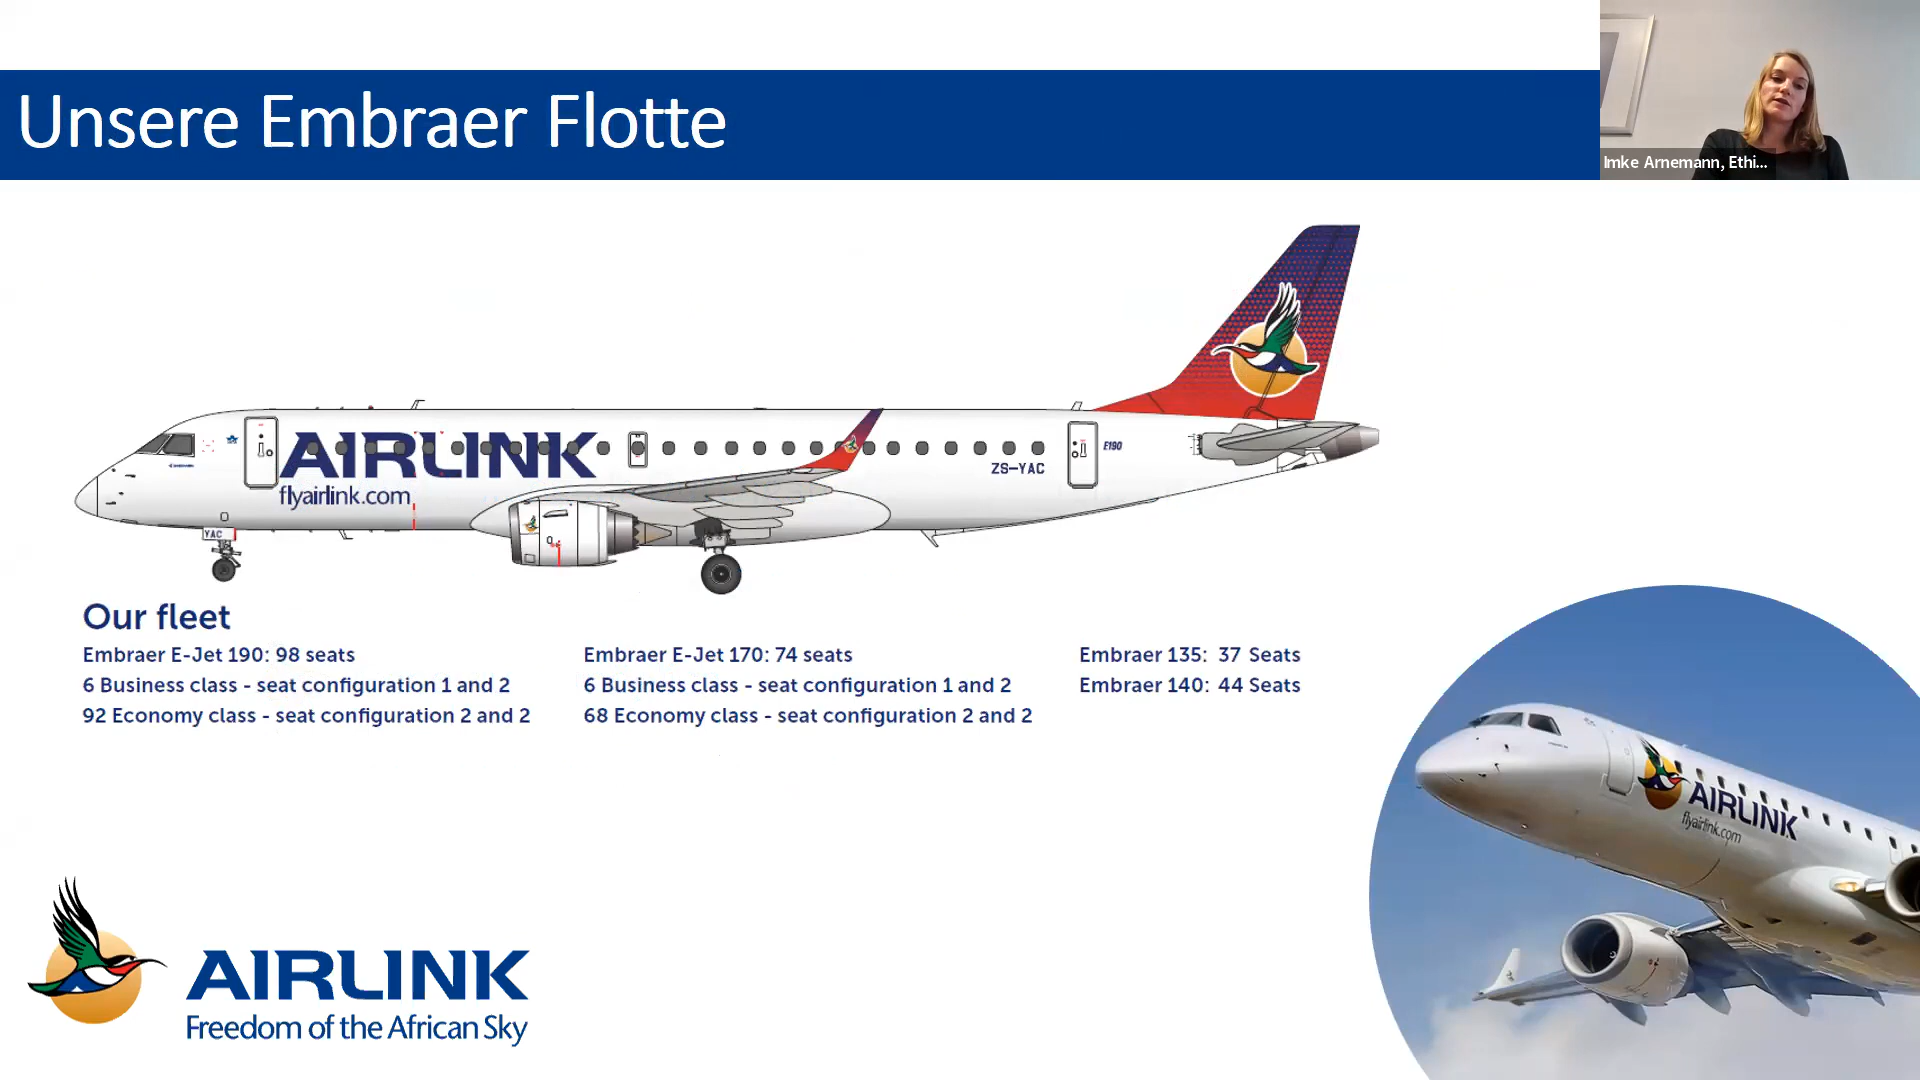 Unsere Embraer Flotte
Imke Arnemann, Ethi...
AIRLINK
flyairlink.com
E190
ZS-YAC
YAC
Our fleet
Embraer E-Jet 190: 98 seats
6 Business class - seat configuration 1 and 2
92 Economy class - seat configuration 2 and 2
Embraer E-Jet 170: 74 seats
6 Business class - seat configuration 1 and 2
68 Economy class - seat configuration 2 and 2
Embraer 135: 37 Seats
Embraer 140: 44 Seats
AIRLINK
flyairlink.com
AIRLINK
Freedom of the African Sky